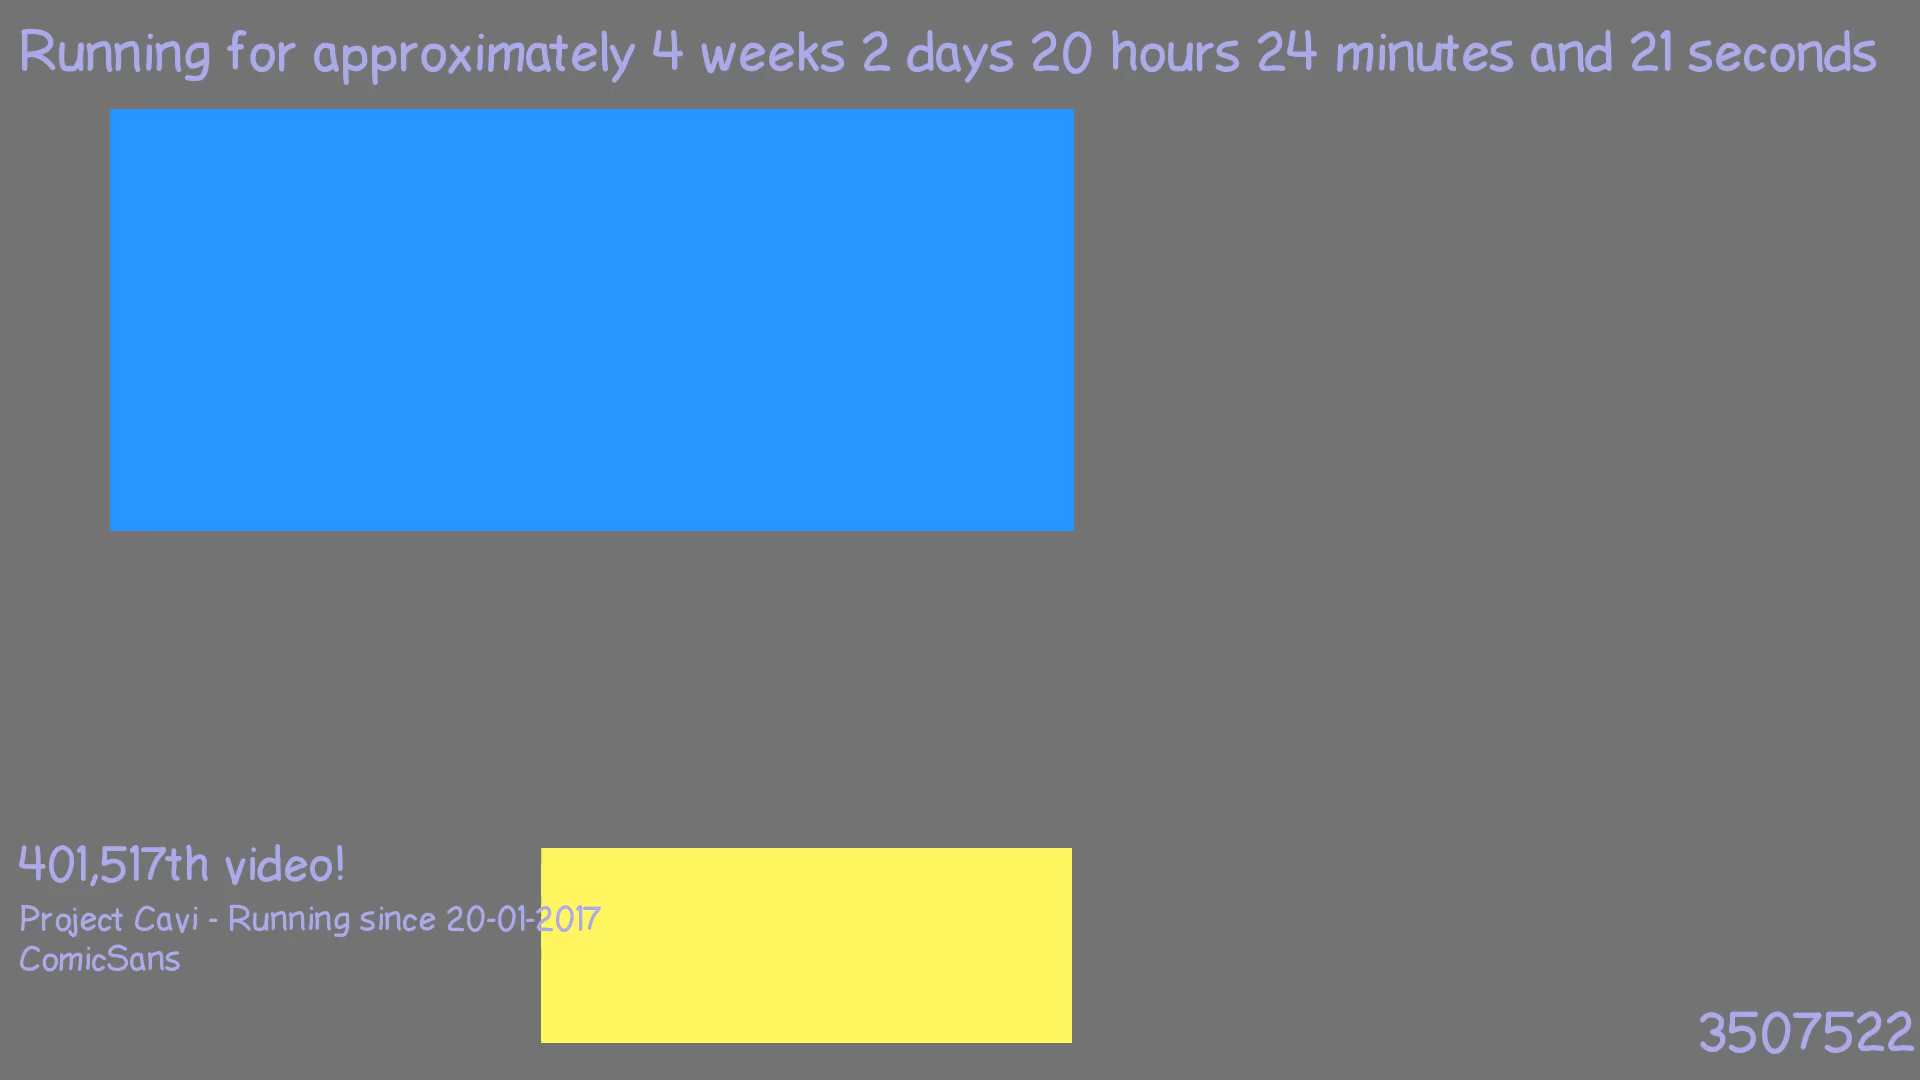 Running for approximately 4 weeks 2 days 20 hours 24 minutes and 21 seconds
401,517th video!
Project Cavi - Running since 20-01-2017
ComicSans
3507522